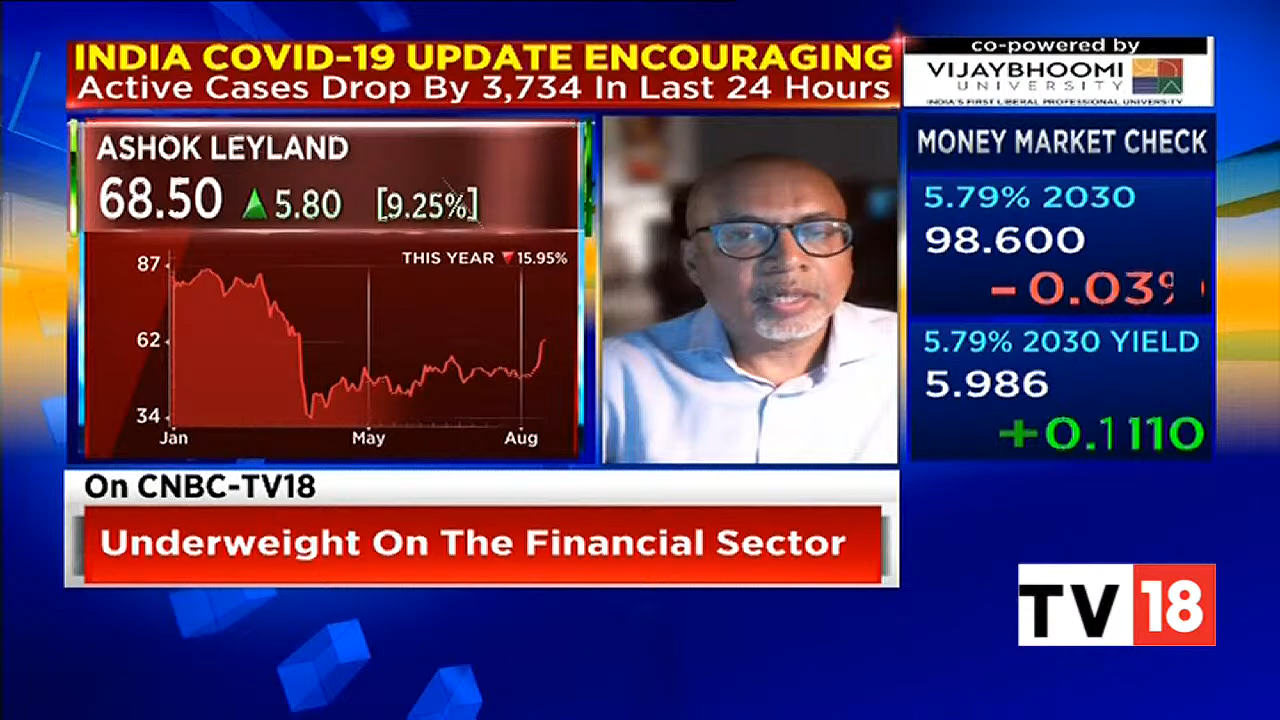 INDIA COVID-19 UPDATE ENCOURAGING
Active Cases Drop By 3,734 In Last 24 Hours
co-powered by
VIJAYBHOOMI
UNIVERSITY
INDIA'S FIRST LIBERAL PROFESSIONAL UNIVERSITY
ASHOK LEYLAND
68.50 ▲ 5.80 [9.25%]
THIS YEAR ▼ 15.95%
87
62
34
Jan May Aug
MONEY MARKET CHECK
5.79% 2030
98.600
-0.03%
5.79% 2030 YIELD
5.986
+0.1110
On CNBC-TV18
Underweight On The Financial Sector
TV18